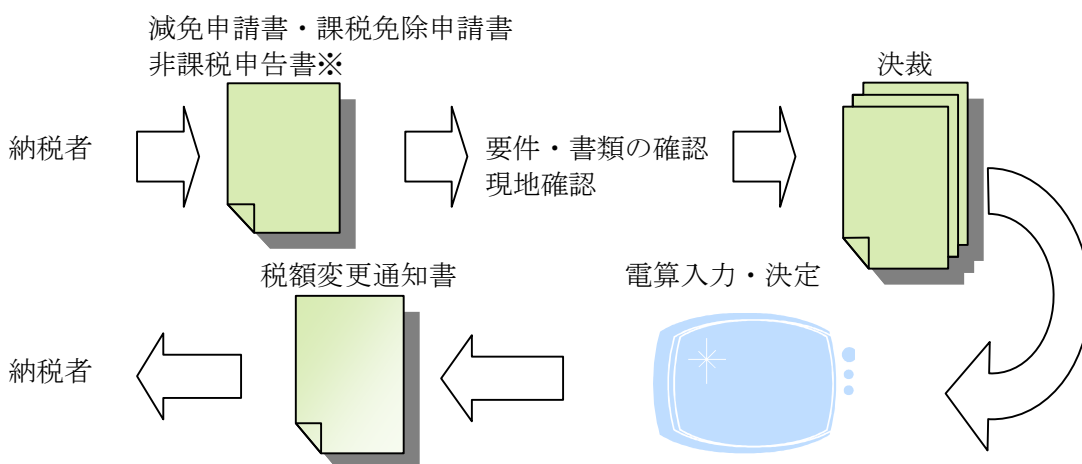 減免申請書・課税免除申請書
非課税申告書※
決裁
納税者
要件・書類の確認
現地確認
税額変更通知書
電算入力・決定
納税者